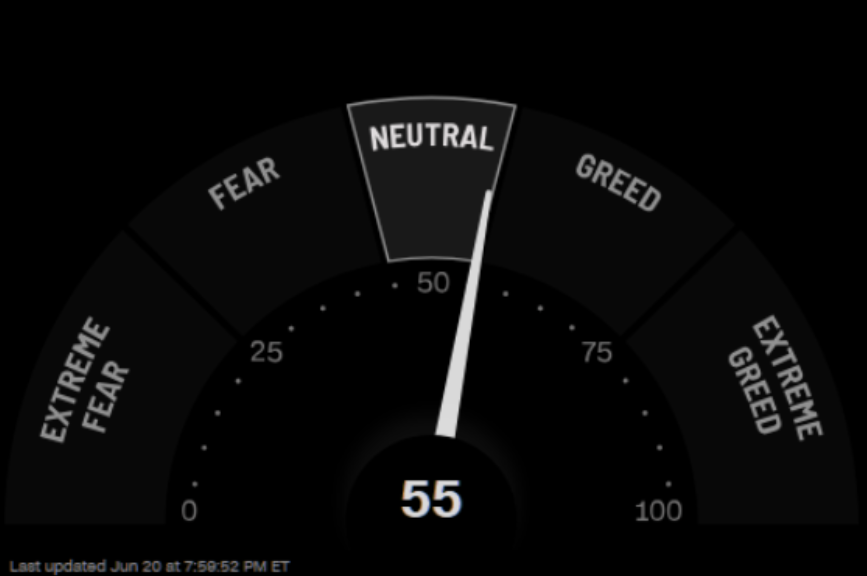 NEUTRAL
FEAR
GREED
50
25
75
EXTREME
FEAR
EXTREME
GREED
0
55
100
Last updated Jun 20 at 7:59:52 PM ET